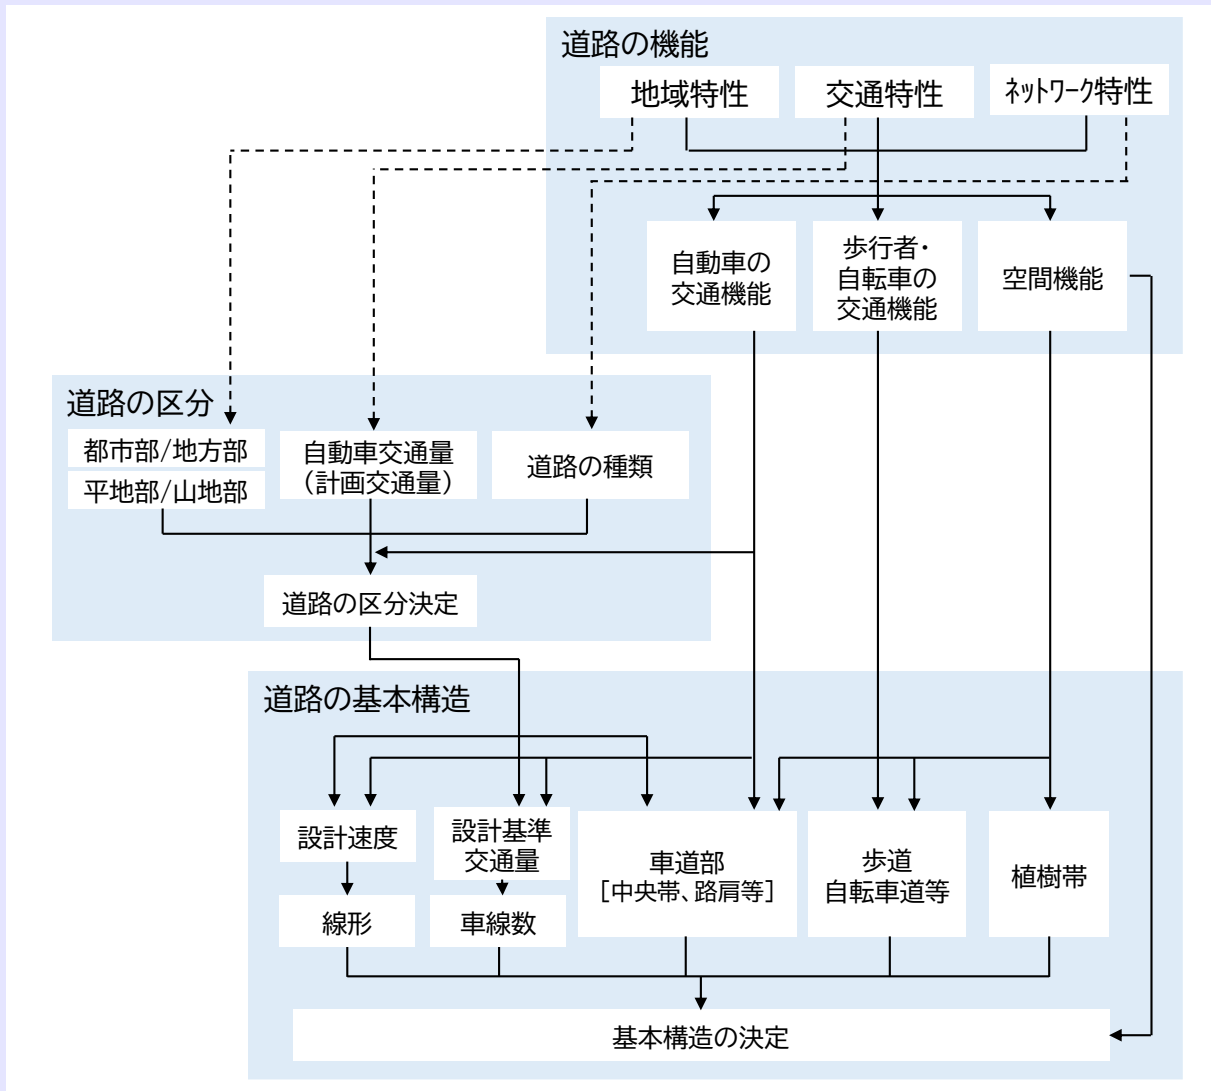 道路の機能
地域特性
交通特性
ﾈｯﾄﾜｰｸ特性
自動車の
交通機能
歩行者・
自転車の
交通機能
空間機能
道路の区分
都市部/地方部
平地部/山地部
自動車交通量
（計画交通量）
道路の種類
道路の区分決定
道路の基本構造
設計速度
設計基準
交通量
車道部
［中央帯、路肩等］
歩道
自転車道等
植樹帯
線形
車線数
基本構造の決定